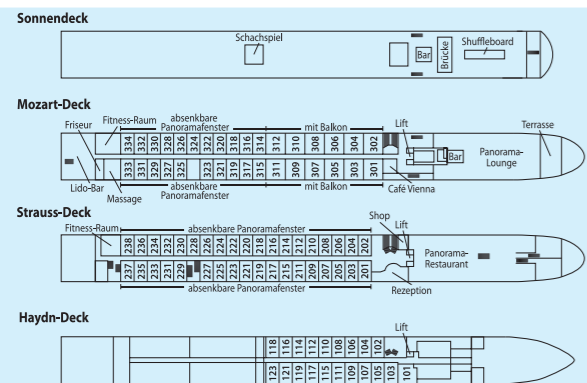 Sonnendeck
Schachspiel
Bar
Brücke
Shuffleboard
Mozart-Deck
Friseur
Fitness-Raum
absenkbare
Panoramafenster
mit Balkon
Lift
Terrasse
334 332 330 328 326 324 322 320 318 316 314 312 310 308 306 304 302
Bar
Panorama-
Lounge
333 331 329 327 325 323 321 319 317 315 311 309 307 305 303 301
Lido-Bar
Massage
absenkbare
Panoramafenster
mit Balkon
Café Vienna
Strauss-Deck
Fitness-Raum
absenkbare Panoramafenster
Shop
Lift
238 236 234 232 230 228 226 224 222 220 218 216 214 212 210 208 206 204 202
Panorama-
Restaurant
237 235 233 231 229 227 225 223 221 219 217 215 211 209 207 205 203 201
absenkbare Panoramafenster
Rezeption
Haydn-Deck
Lift
118 116 114 112 110 108 106 104 102
123 121 119 117 115 111 109 107 105 103 101